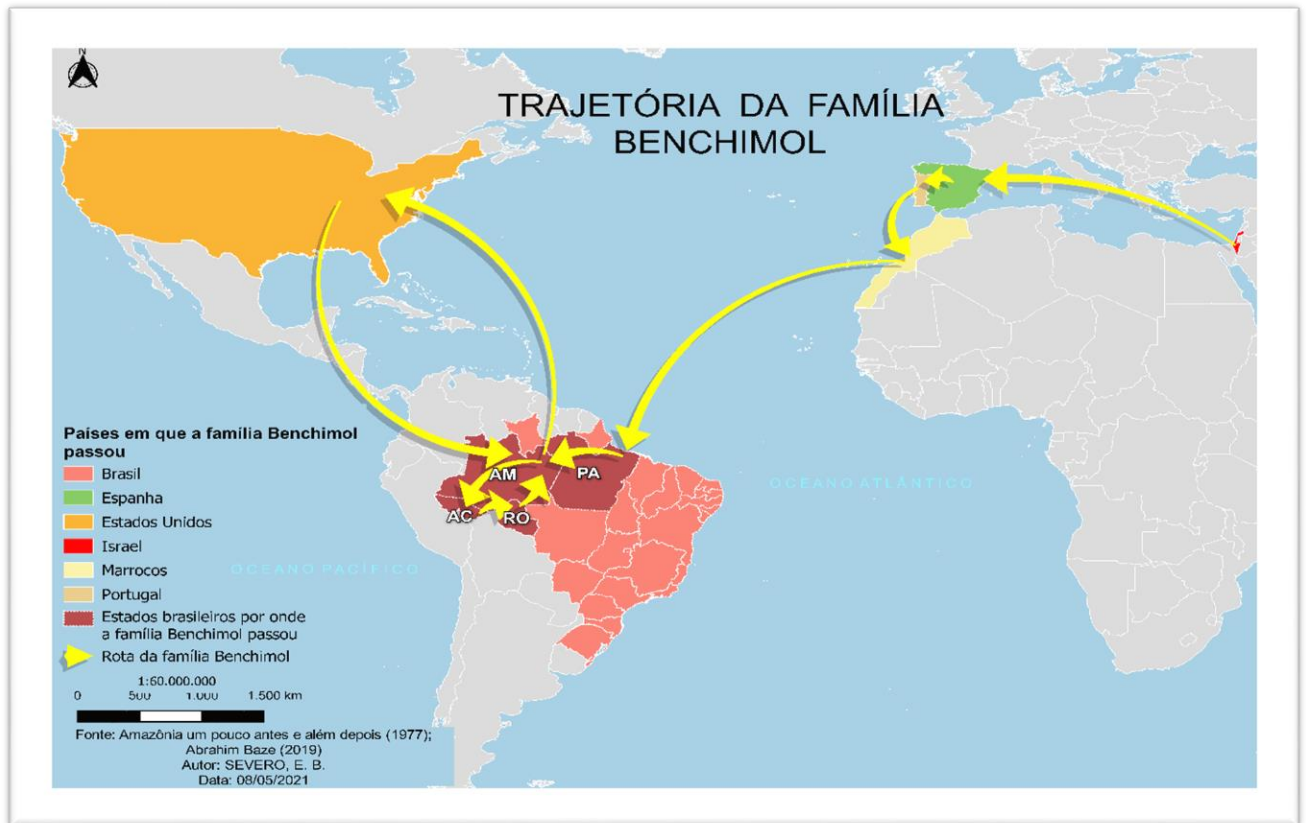 N
TRAJETÓRIA DA FAMÍLIA
BENCHIMOL
AM
PA
AC
RO
OCEANO ATLÂNTICO
OCEANO PACÍFICO
Países em que a família Benchimol
passou
Brasil
Espanha
Estados Unidos
Israel
Marrocos
Portugal
Estados brasileiros por onde
a família Benchimol passou
Rota da família Benchimol
1:60.000.000
0 500 1.000 1.500 km
Fonte: Amazônia um pouco antes e além depois (1977);
Abrahim Baze (2019)
Autor: SEVERO, E. B.
Data: 08/05/2021